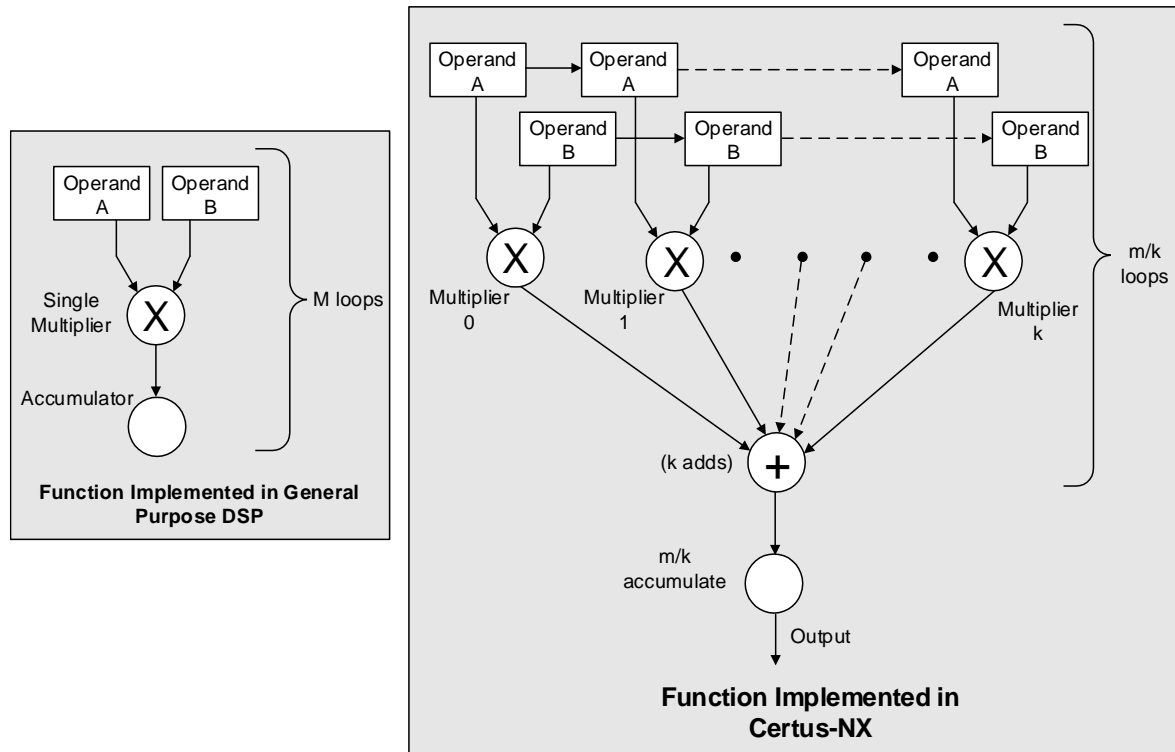 Operand
A
Operand
B
Single
Multiplier
X
M loops
Accumulator
Function Implemented in General
Purpose DSP
Operand
A
Operand
A
Operand
A
Operand
B
Operand
B
Operand
B
X
X
X
m/k
loops
Multiplier
0
Multiplier
1
Multiplier
k
(k adds)
+
m/k
accumulate
Output
Function Implemented in
Certus-NX